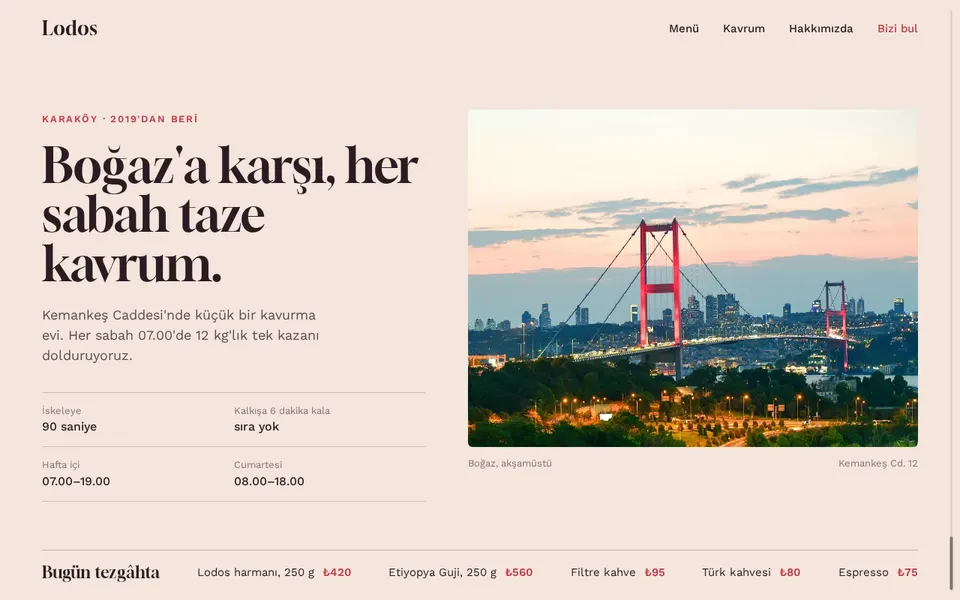 Lodos
Menü Kavrum Hakkımızda Bizi bul
KARAKÖY · 2019'DAN BERİ
Boğaz'a karşı, her
sabah taze
kavrum.
Kemankeş Caddesi'nde küçük bir kavurma
evi. Her sabah 07.00'de 12 kg'lık tek kazanı
dolduruyoruz.
İskeleye
90 saniye
Kalkışa 6 dakika kala
sıra yok
Hafta içi
07.00–19.00
Cumartesi
08.00–18.00
Boğaz, akşamüstü
Kemankeş Cd. 12
Bugün tezgâhta
Lodos harmanı, 250 g ₺420
Etiyopya Guji, 250 g ₺560
Filtre kahve ₺95
Türk kahvesi ₺80
Espresso ₺75